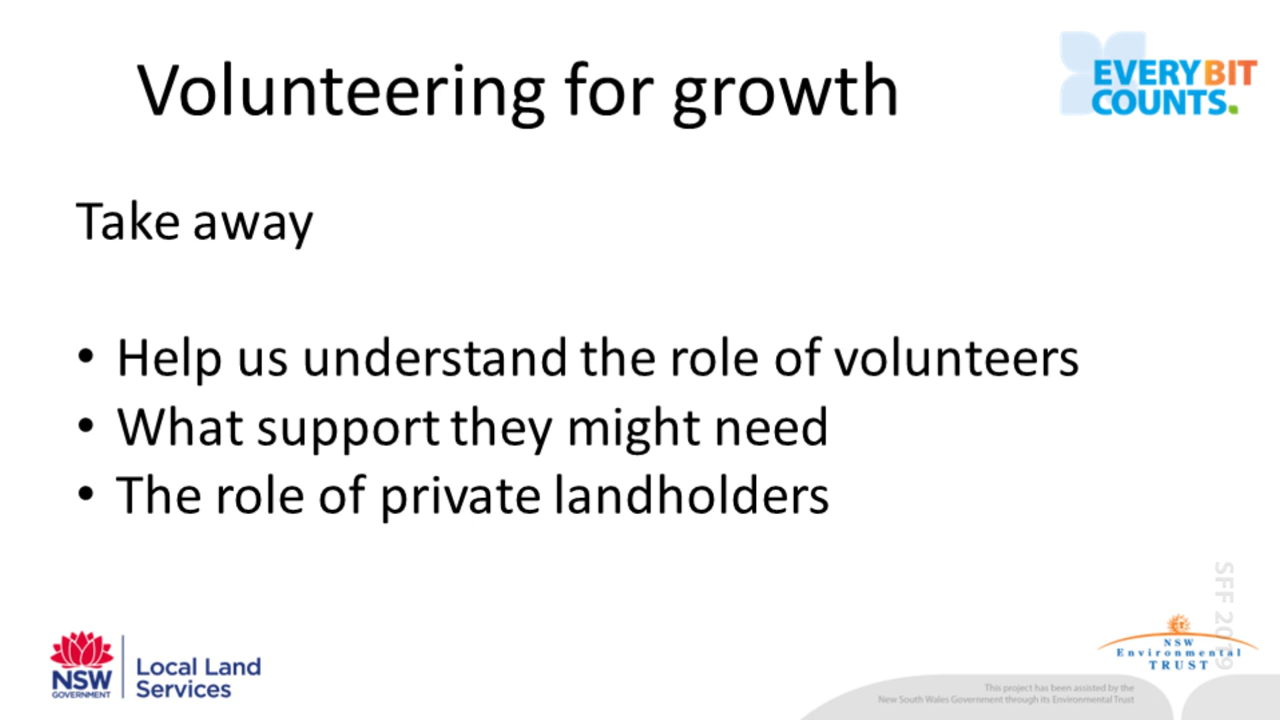 Volunteering for growth
EVERY BIT
COUNTS.
Take away
• Help us understand the role of volunteers
• What support they might need
• The role of private landholders
SFF 2019
NSW
GOVERNMENT
Local Land
Services
NSW
Environmental
TRUST
This project has been assisted by the
New South Wales Government through its Environmental Trust